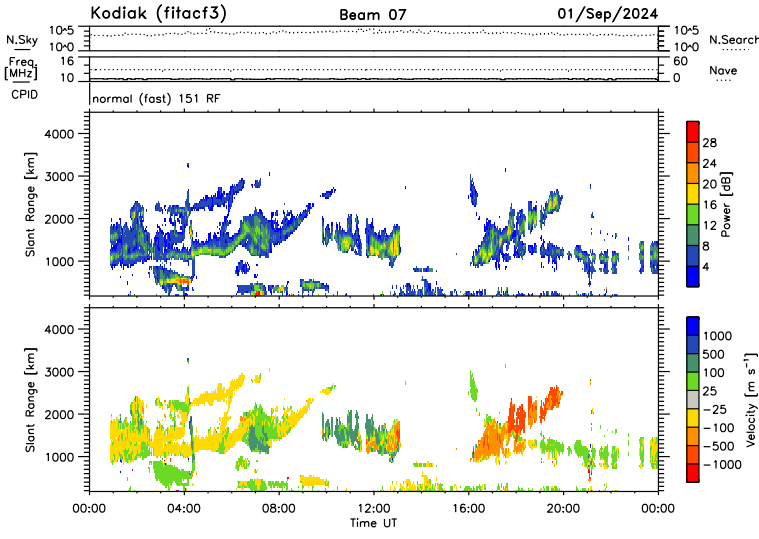 Kodiak (fitacf3) Beam 07 01/Sep/2024
N.Sky 10^5 10^0 10^5 10^0 N.Search
Freq. [MHz] 16 10 60 0 Nave
CPID normal (fast) 151 RF
Slant Range [km] 4000 3000 2000 1000
28 24 20 16 12 8 4 Power [dB]
Slant Range [km] 4000 3000 2000 1000
1000 500 100 25 −25 −100 −500 −1000 Velocity [m s⁻¹]
00:00 04:00 08:00 12:00 16:00 20:00 00:00
Time UT